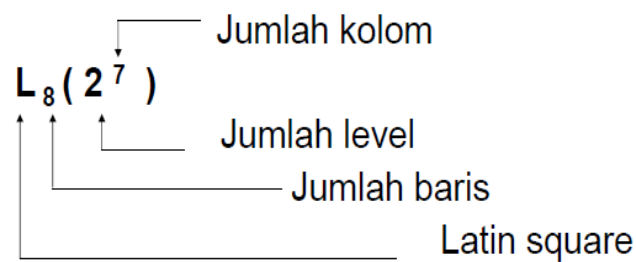 Jumlah kolom
L₈(2⁷)
Jumlah level
Jumlah baris
Latin square